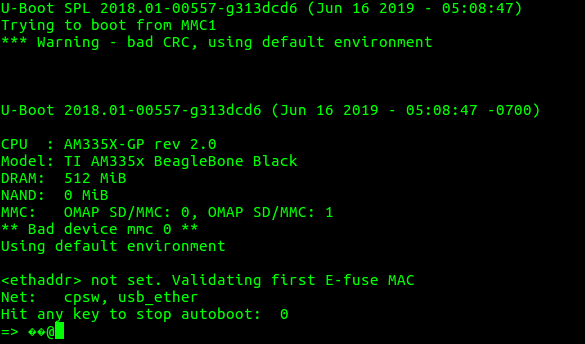 U-Boot SPL 2018.01-00557-g313dcd6 (Jun 16 2019 - 05:08:47)
Trying to boot from MMC1
*** Warning - bad CRC, using default environment
U-Boot 2018.01-00557-g313dcd6 (Jun 16 2019 - 05:08:47 -0700)
CPU  : AM335X-GP rev 2.0
Model: TI AM335x BeagleBone Black
DRAM:  512 MiB
NAND:  0 MiB
MMC:   OMAP SD/MMC: 0, OMAP SD/MMC: 1
** Bad device mmc 0 **
Using default environment
<ethaddr> not set. Validating first E-fuse MAC
Net:   cpsw, usb_ether
Hit any key to stop autoboot:  0
=> ��@